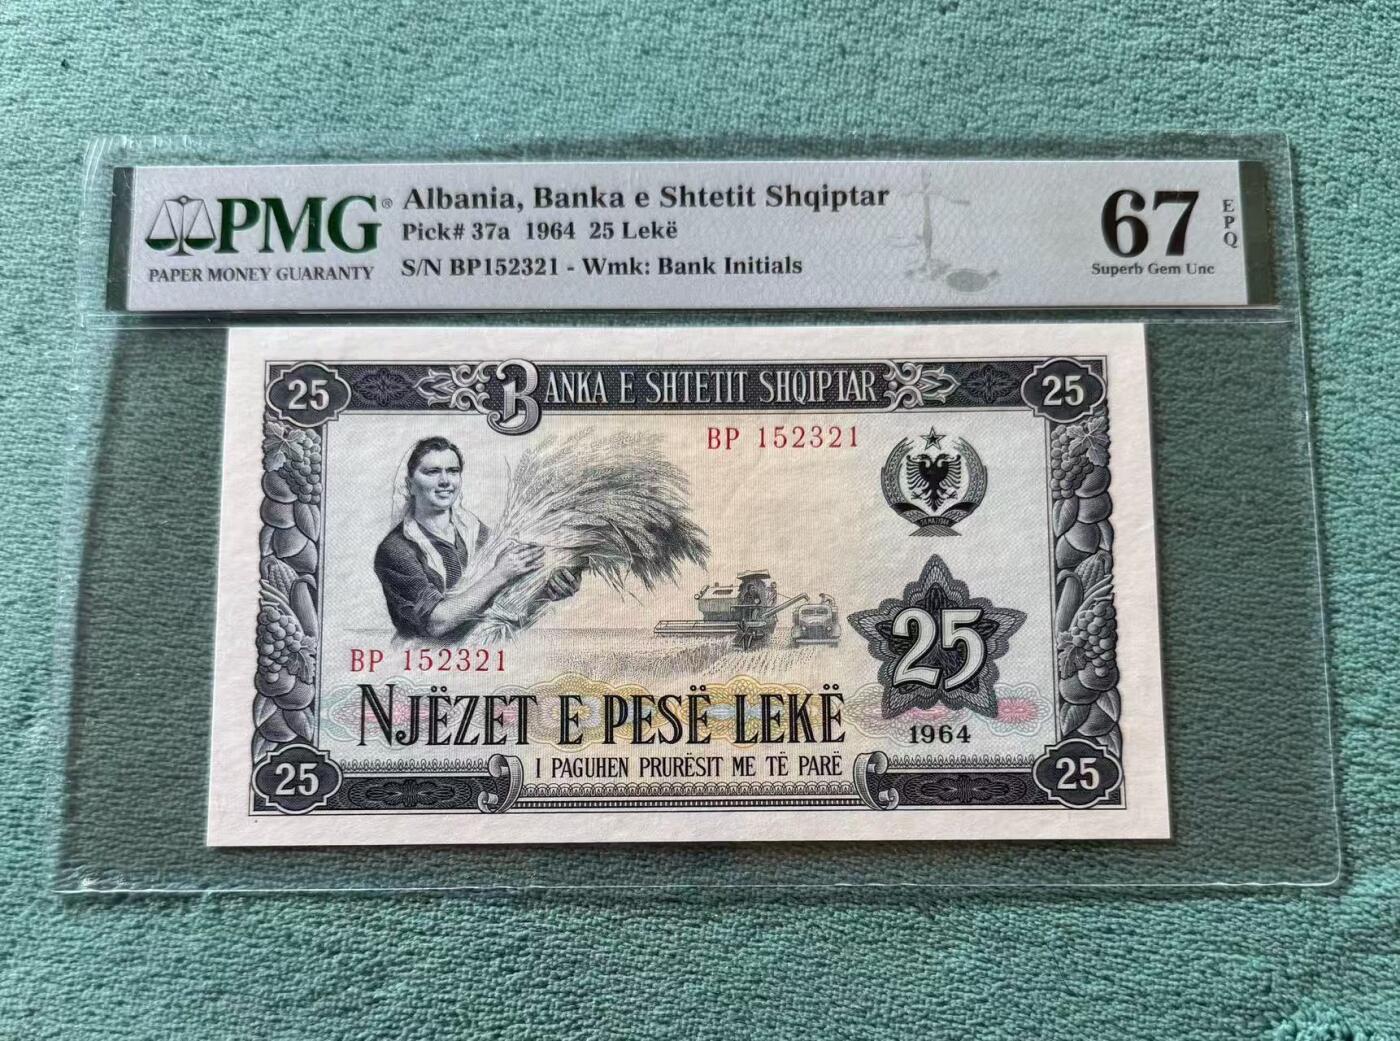 PMG®
PAPER MONEY GUARANTY
Albania, Banka e Shtetit Shqiptar
Pick# 37a 1964 25 Lekë
S/N BP152321 - Wmk: Bank Initials
67
EPQ
Superb Gem Unc
25
BANKA E SHTETIT SHQIPTAR
25
BP 152321
BP 152321
25
NJËZET E PESË LEKË
1964
I PAGUHEN PRURËSIT ME TË PARË
25
25